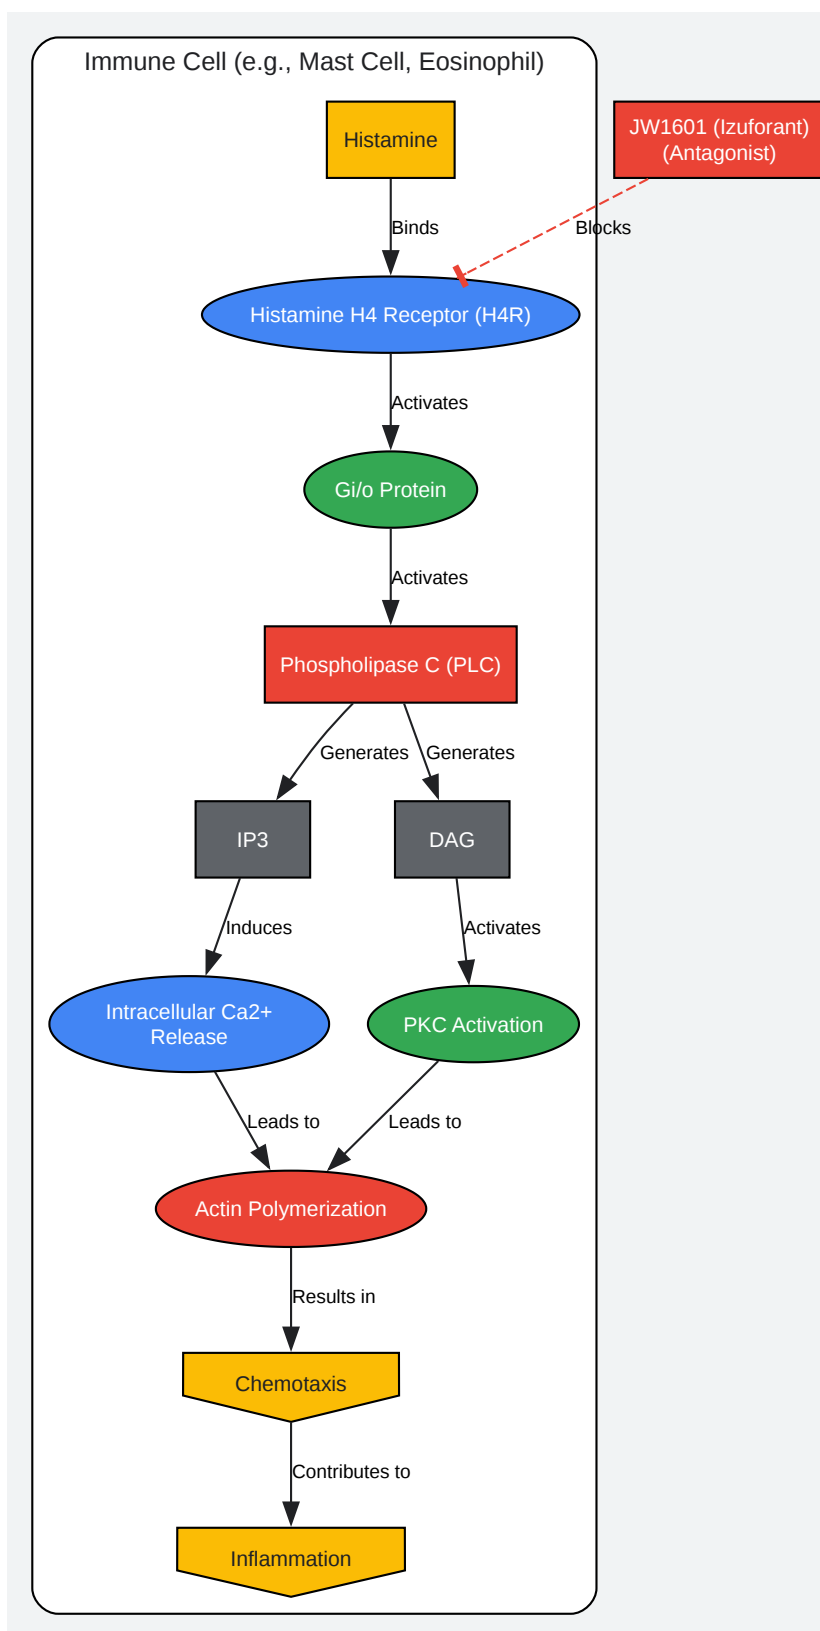 Immune Cell (e.g., Mast Cell, Eosinophil)
Histamine
JW1601 (Izuforant)
(Antagonist)
Binds
Blocks
Histamine H4 Receptor (H4R)
Activates
Gi/o Protein
Activates
Phospholipase C (PLC)
Generates
Generates
IP3
DAG
Induces
Activates
Intracellular Ca2+
Release
PKC Activation
Leads to
Leads to
Actin Polymerization
Results in
Chemotaxis
Contributes to
Inflammation